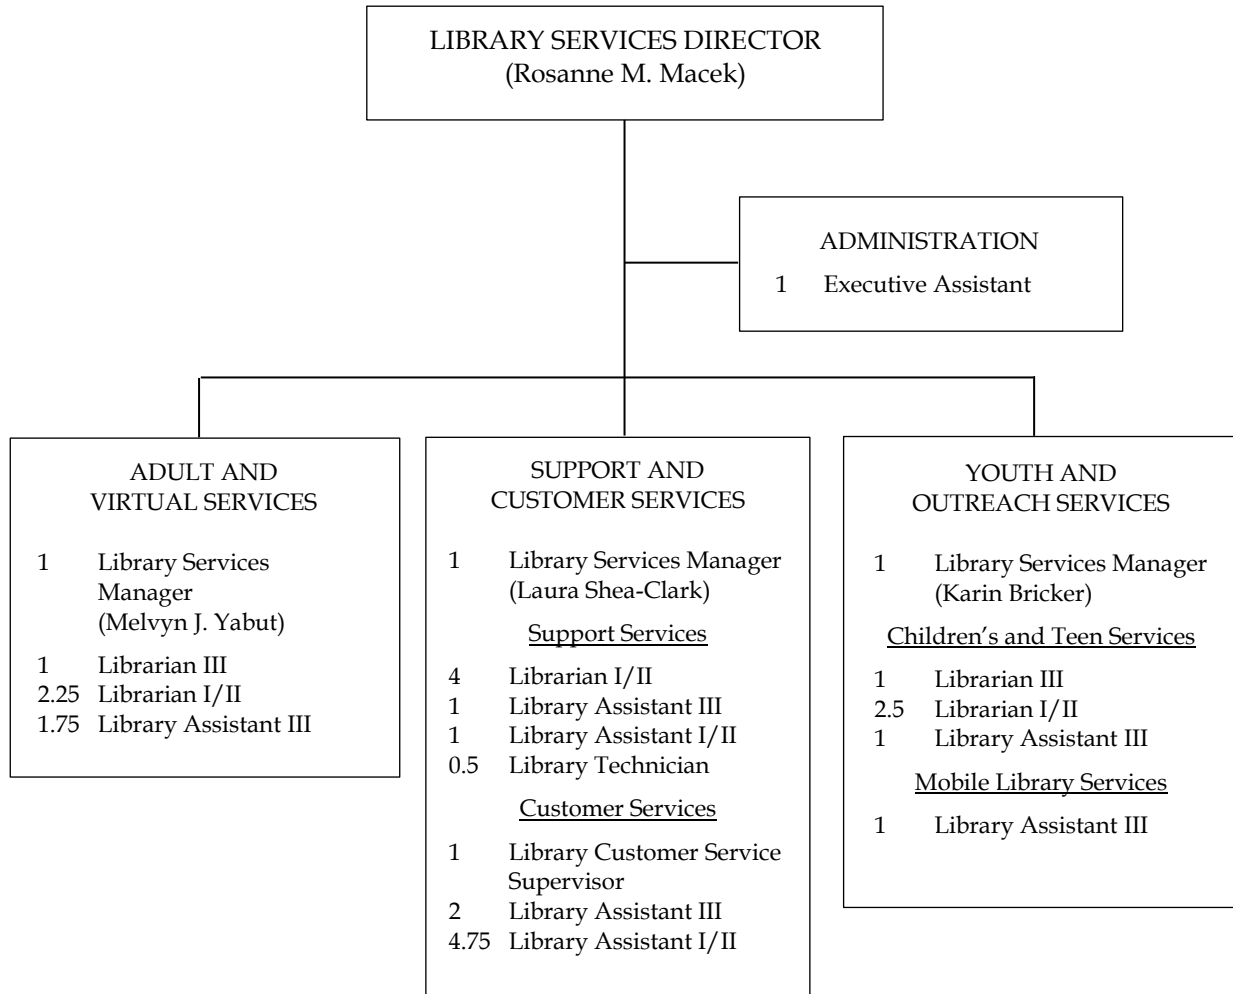 LIBRARY SERVICES DIRECTOR
(Rosanne M. Macek)
ADMINISTRATION
1 Executive Assistant
ADULT AND
VIRTUAL SERVICES
1 Library Services
Manager
(Melvyn J. Yabut)
1 Librarian III
2.25 Librarian I/II
1.75 Library Assistant III
SUPPORT AND
CUSTOMER SERVICES
1 Library Services Manager
(Laura Shea-Clark)
Support Services
4 Librarian I/II
1 Library Assistant III
1 Library Assistant I/II
0.5 Library Technician
Customer Services
1 Library Customer Service
Supervisor
2 Library Assistant III
4.75 Library Assistant I/II
YOUTH AND
OUTREACH SERVICES
1 Library Services Manager
(Karin Bricker)
Children’s and Teen Services
1 Librarian III
2.5 Librarian I/II
1 Library Assistant III
Mobile Library Services
1 Library Assistant III